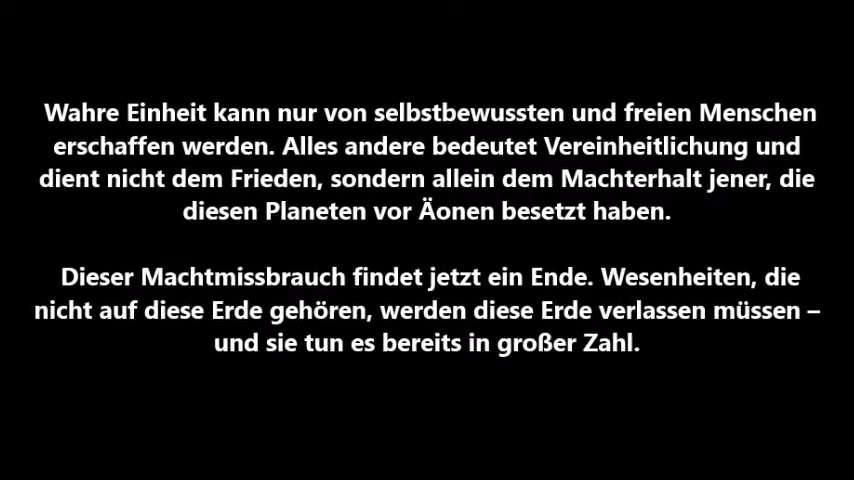 Wahre Einheit kann nur von selbstbewussten und freien Menschen
erschaffen werden. Alles andere bedeutet Vereinheitlichung und
dient nicht dem Frieden, sondern allein dem Machterhalt jener, die
diesen Planeten vor Äonen besetzt haben.
Dieser Machtmissbrauch findet jetzt ein Ende. Wesenheiten, die
nicht auf diese Erde gehören, werden diese Erde verlassen müssen –
und sie tun es bereits in großer Zahl.